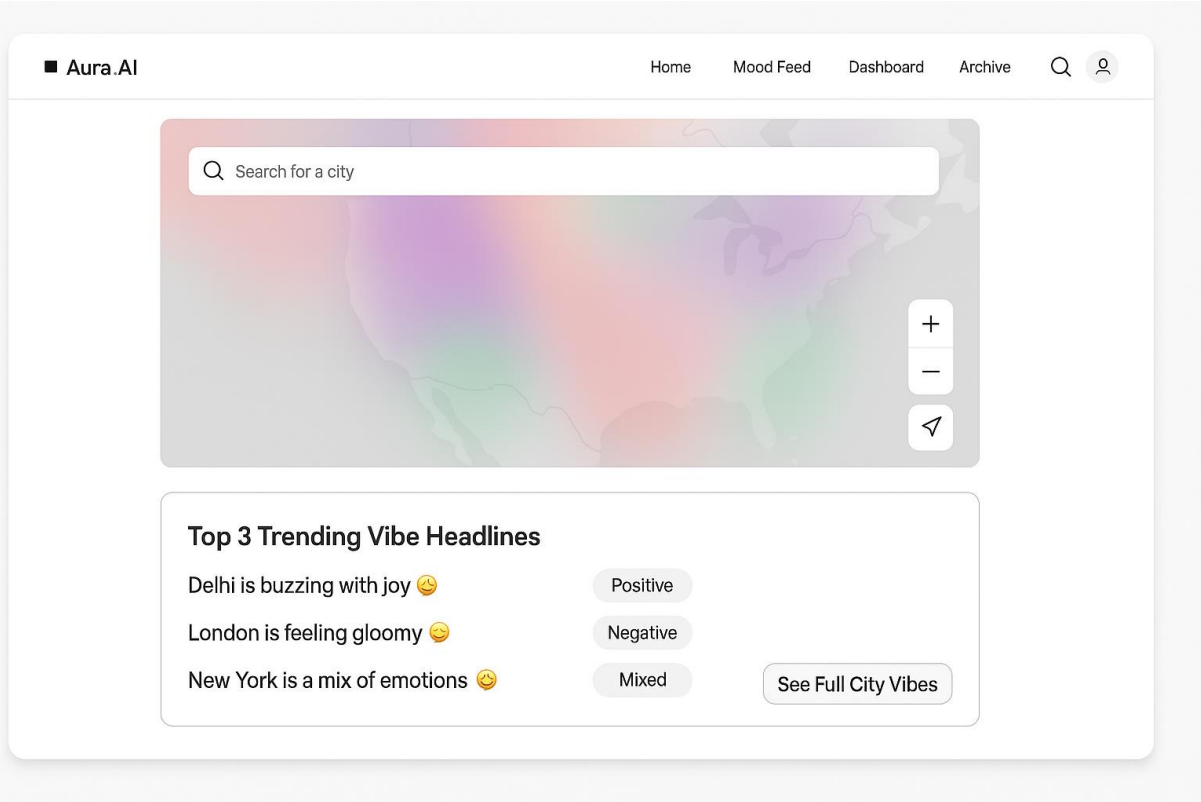 Aura.AI
Home Mood Feed Dashboard Archive
Search for a city
Top 3 Trending Vibe Headlines
Delhi is buzzing with joy Positive
London is feeling gloomy Negative
New York is a mix of emotions Mixed
See Full City Vibes